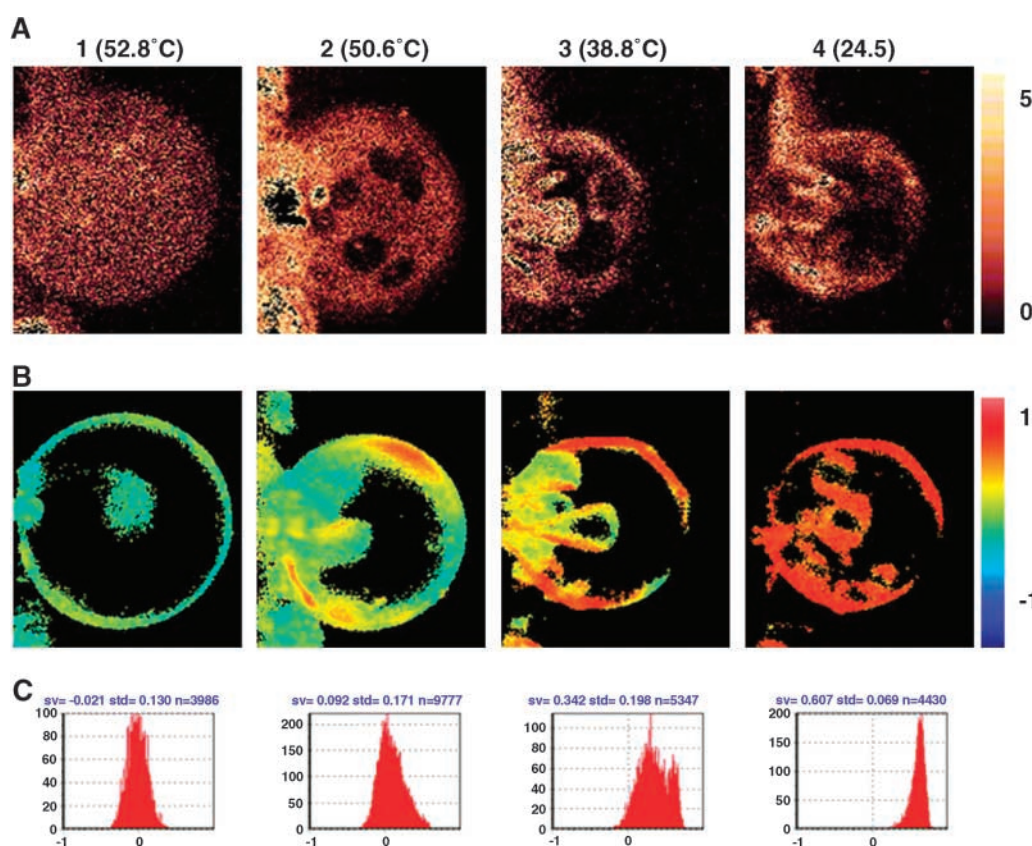 A
1 (52.8°C) 2 (50.6°C) 3 (38.8°C) 4 (24.5)
5
0
B
1
-1
C
sv= -0.021 std= 0.130 n=3986 sv= 0.092 std= 0.171 n=9777 sv= 0.342 std= 0.198 n=5347 sv= 0.607 std= 0.069 n=4430
100 80 60 40 20 0
200 150 100 50 0
100 80 60 40 20 0
200 150 100 50 0
-1 0 -1 0 -1 0 -1 0